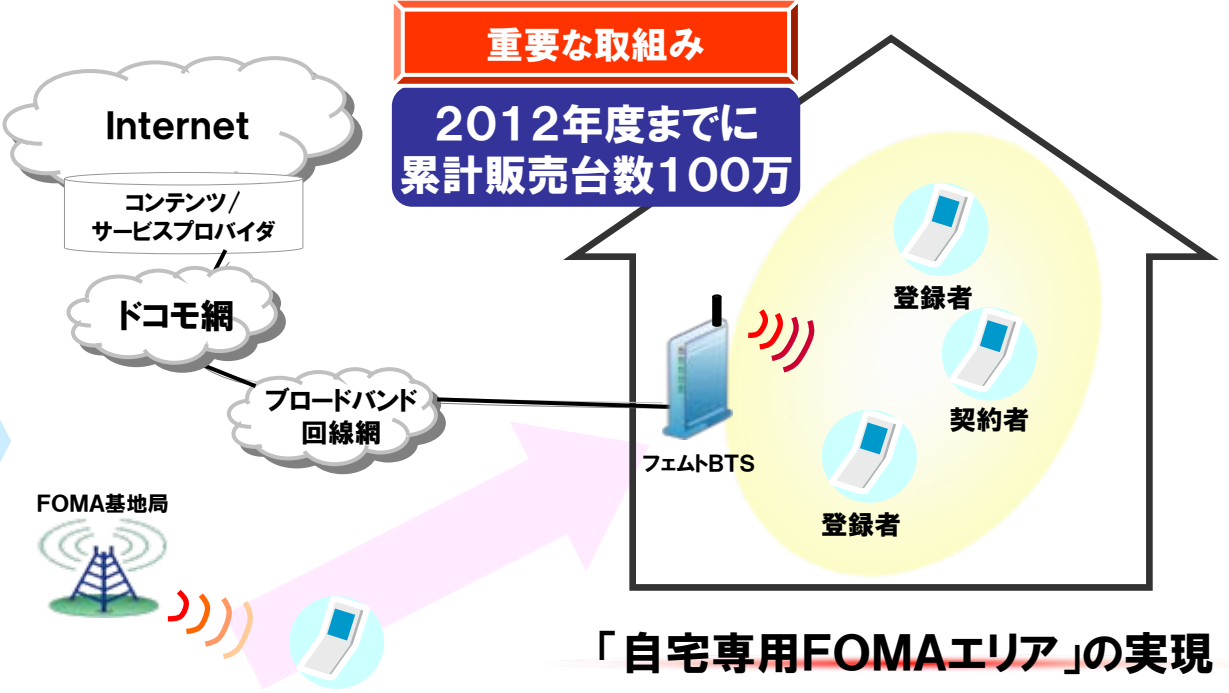 重要な取組み
2012年度までに
累計販売台数100万
Internet
コンテンツ/
サービスプロバイダ
ドコモ網
ブロードバンド
回線網
登録者
契約者
フェムトBTS
登録者
FOMA基地局
「自宅専用FOMAエリア」の実現